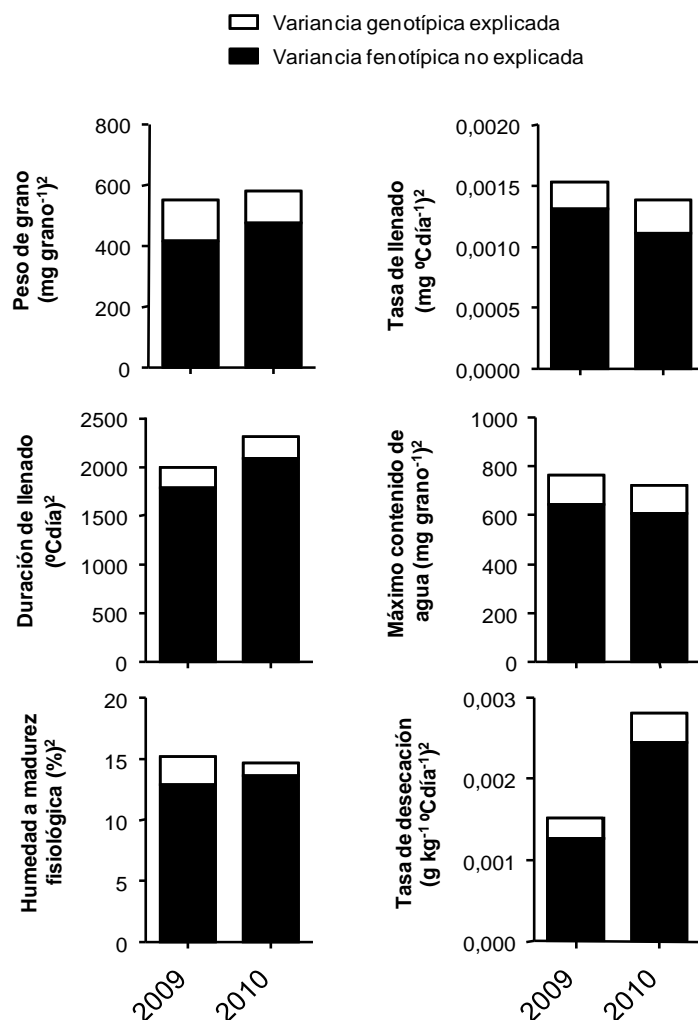 Variancia genotípica explicada
Variancia fenotípica no explicada
Peso de grano
(mg grano⁻¹)²
800
600
400
200
0
Tasa de llenado
(mg ºCdía⁻¹)²
0,0020
0,0015
0,0010
0,0005
0,0000
Duración de llenado
(ºCdía)²
2500
2000
1500
1000
500
0
Máximo contenido de
agua (mg grano⁻¹)²
1000
800
600
400
200
0
Humedad a madurez
fisiológica (%)²
20
15
10
5
0
2009
2010
Tasa de desecación
(g kg⁻¹ ºCdía⁻¹)²
0,003
0,002
0,001
0,000
2009
2010